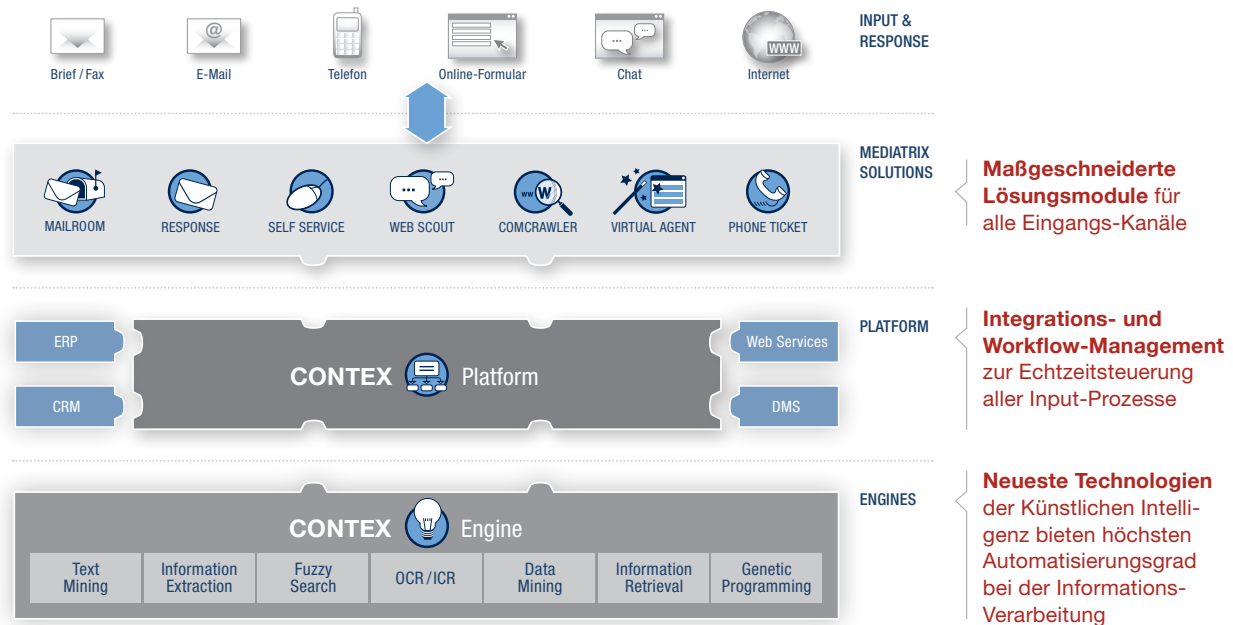 INPUT &
RESPONSE
@
WWW
Brief / Fax
E-Mail
Telefon
Online-Formular
Chat
Internet
MEDIATRIX
SOLUTIONS
...
...
WW W
MAILROOM
RESPONSE
SELF SERVICE
WEB SCOUT
COMCRAWLER
VIRTUAL AGENT
PHONE TICKET
Maßgeschneiderte
Lösungsmodule für
alle Eingangs-Kanäle
PLATFORM
ERP
CRM
CONTEX Platform
Web Services
DMS
Integrations- und
Workflow-Management
zur Echtzeitsteuerung
aller Input-Prozesse
ENGINES
CONTEX Engine
Text
Mining
Information
Extraction
Fuzzy
Search
OCR / ICR
Data
Mining
Information
Retrieval
Genetic
Programming
Neueste Technologien
der Künstlichen Intelli-
genz bieten höchsten
Automatisierungsgrad
bei der Informations-
Verarbeitung